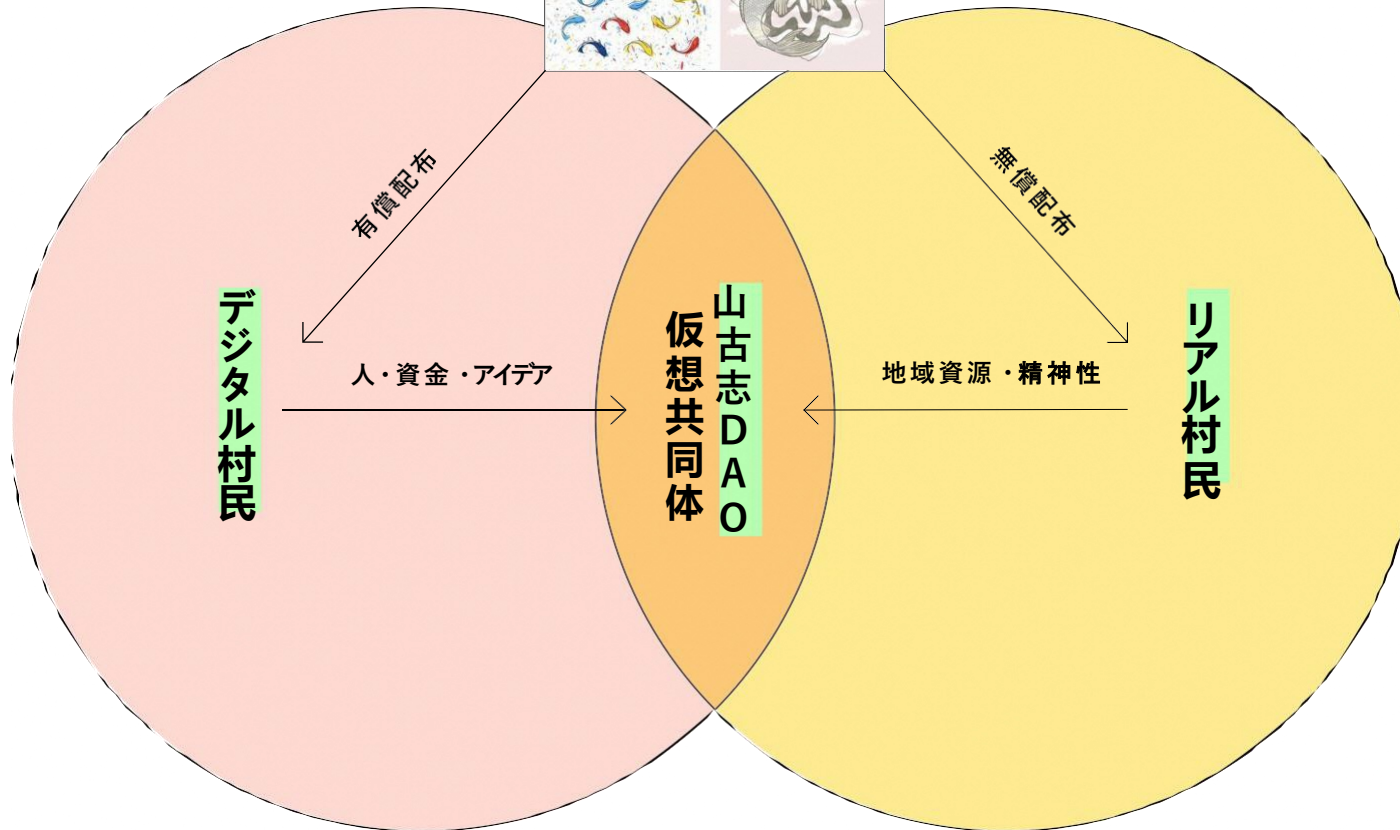 有償配布
無償配布
デジタル村民
人・資金・アイデア
山古志DAO
仮想共同体
地域資源・精神性
リアル村民